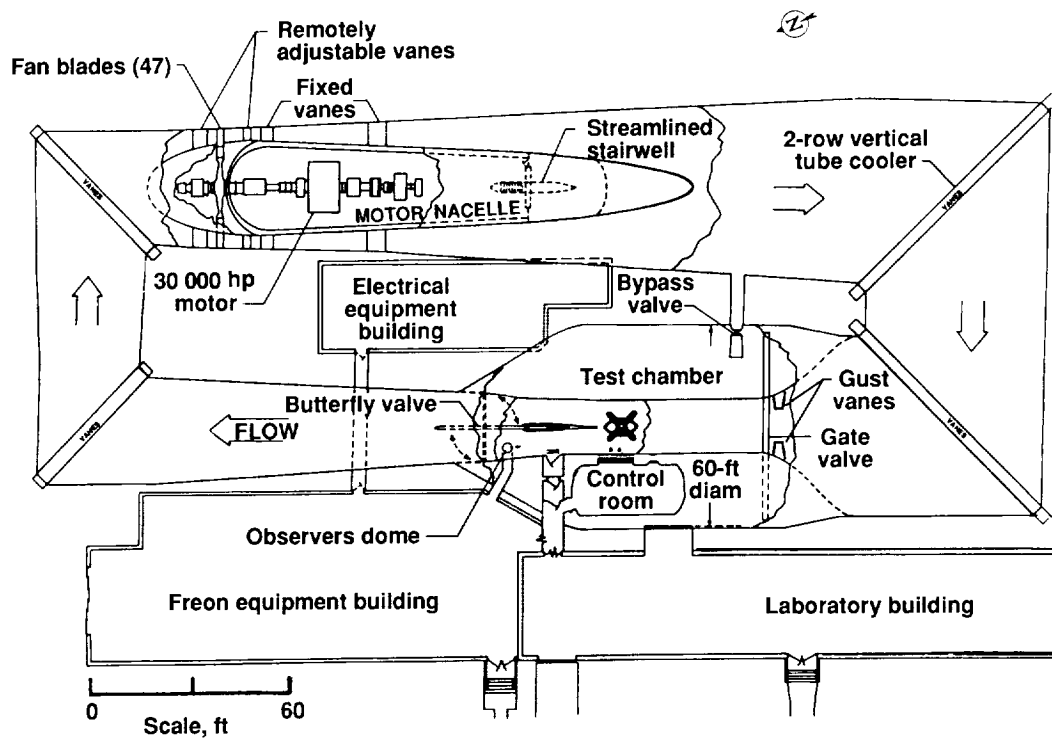 N
Remotely
adjustable vanes
Fan blades (47)
Fixed
vanes
Streamlined
stairwell
2-row vertical
tube cooler
VANES
VANES
MOTOR NACELLE
30 000 hp
motor
Electrical
equipment
building
Bypass
valve
Test chamber
Gust
vanes
Butterfly valve
FLOW
Gate
valve
VANES
VANES
Control
room
60-ft
diam
Observers dome
Freon equipment building
Laboratory building
0
60
Scale, ft